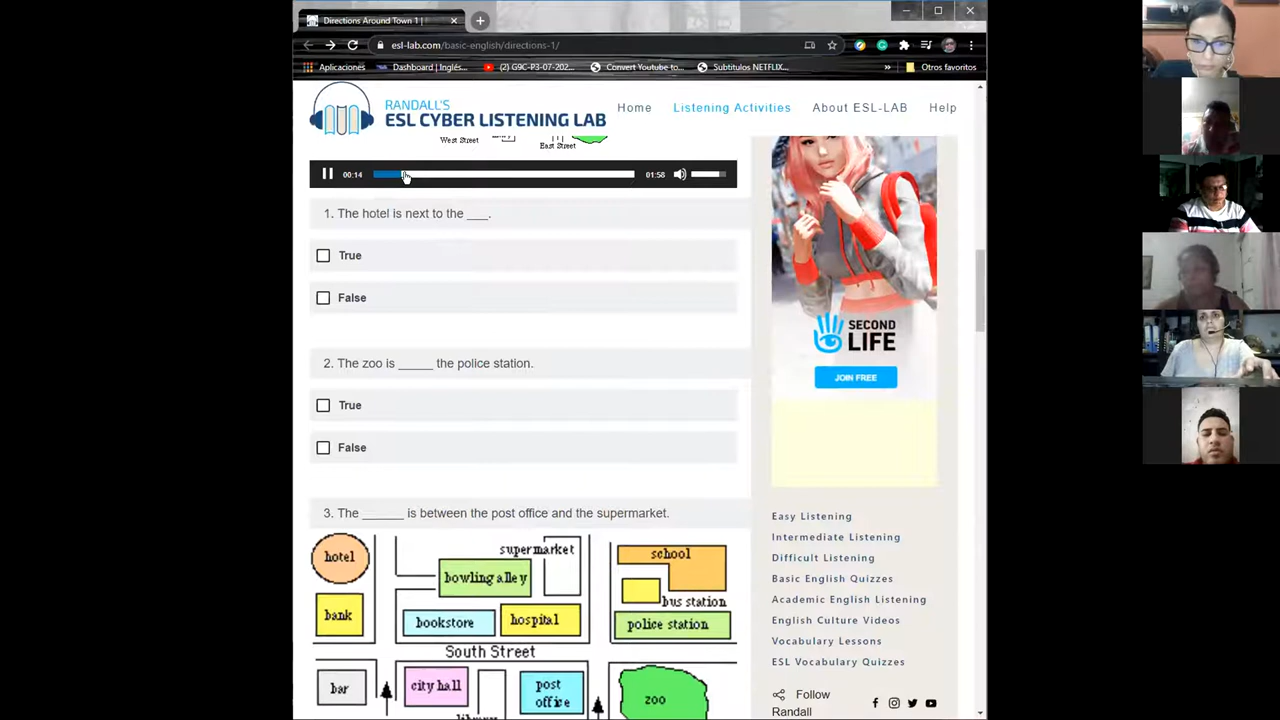 Directions Around Town 1 |
esl-lab.com/basic-english/directions-1/
Aplicaciones
Dashboard | Inglés...
(2) G9C-P3-07-202...
Convert Youtube to...
Subtitulos NETFLIX...
»
Otros favoritos
RANDALL'S
ESL CYBER LISTENING LAB
Home
Listening Activities
About ESL-LAB
Help
West Street
East Street
00:14
01:58
1. The hotel is next to the ___.
True
False
2. The zoo is _____ the police station.
True
False
3. The ______ is between the post office and the supermarket.
hotel
supermarket
school
bowling alley
bank
bookstore
hospital
bus station
police station
South Street
bar
city hall
post
office
zoo
library
SECOND
LIFE
JOIN FREE
Easy Listening
Intermediate Listening
Difficult Listening
Basic English Quizzes
Academic English Listening
English Culture Videos
Vocabulary Lessons
ESL Vocabulary Quizzes
Follow
Randall